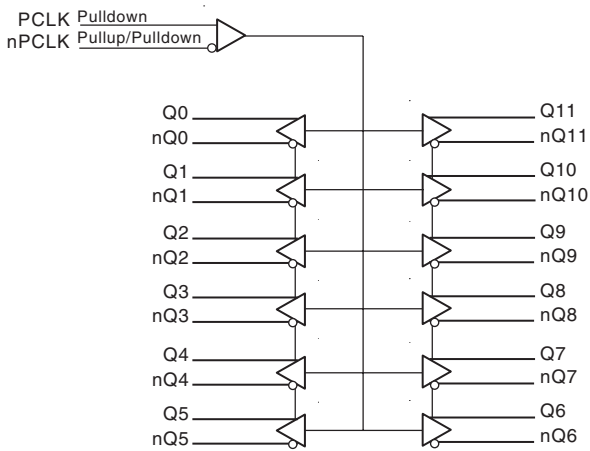 PCLK Pulldown
nPCLK Pullup/Pulldown
Q0
nQ0
Q1
nQ1
Q2
nQ2
Q3
nQ3
Q4
nQ4
Q5
nQ5
Q11
nQ11
Q10
nQ10
Q9
nQ9
Q8
nQ8
Q7
nQ7
Q6
nQ6